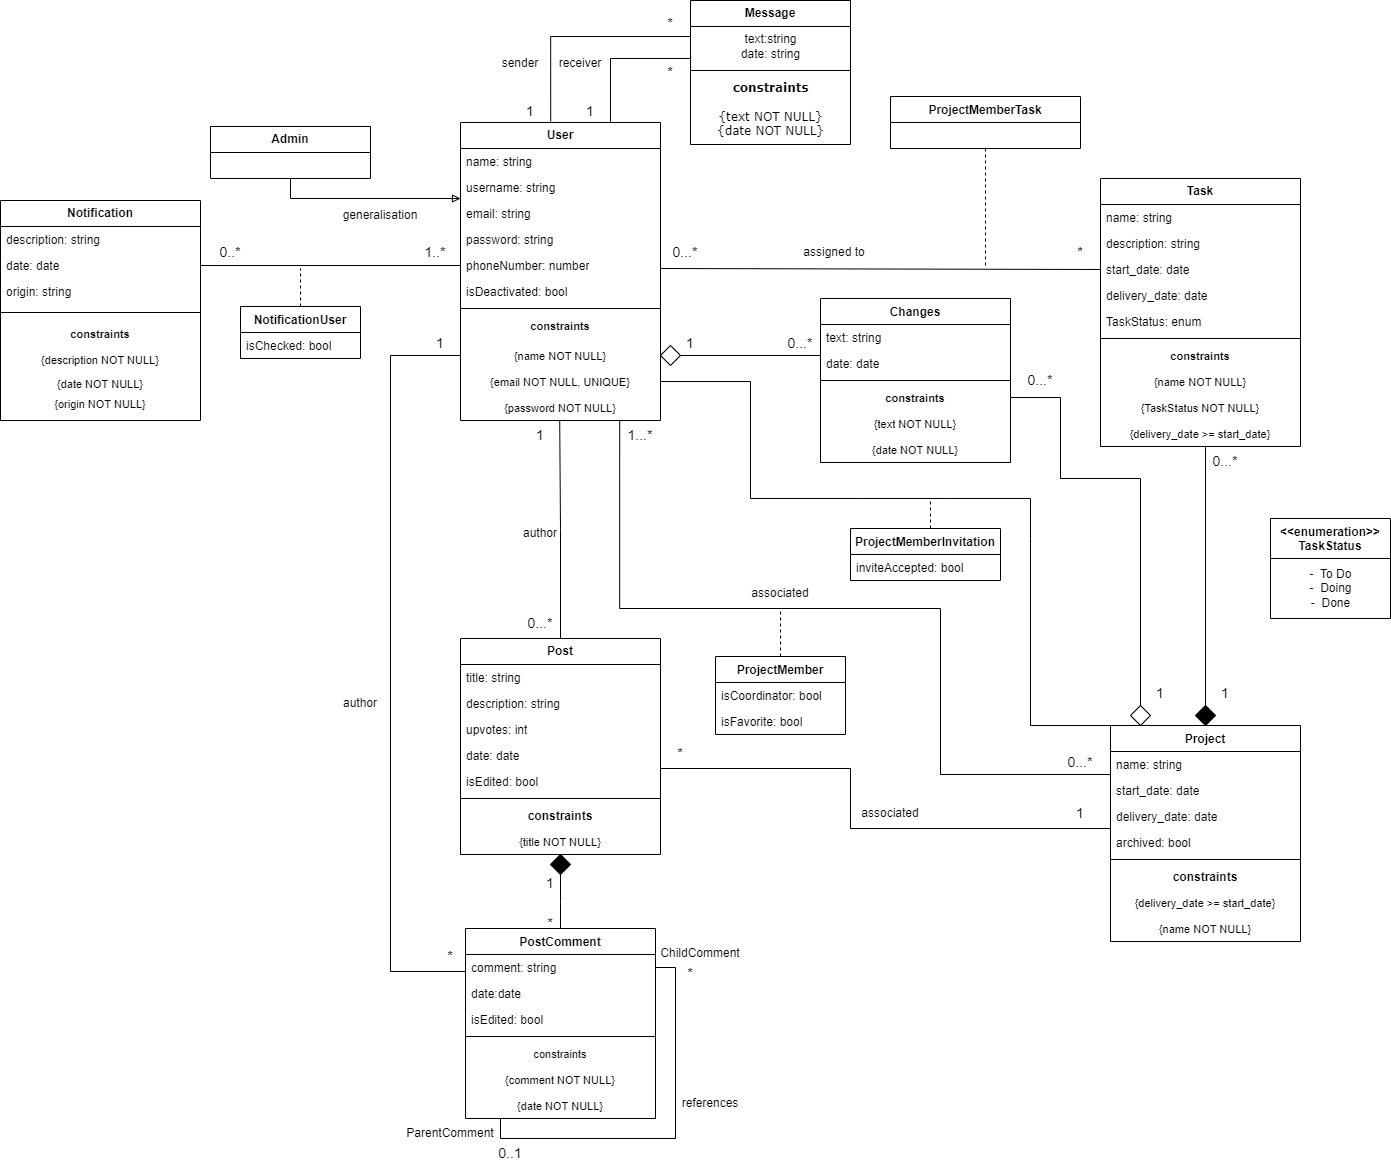 Message
text:string
date: string
constraints
{text NOT NULL}
{date NOT NULL}
*
*
sender
receiver
1
1
ProjectMemberTask
Admin
generalisation
User
name: string
username: string
email: string
password: string
phoneNumber: number
isDeactivated: bool
constraints
{name NOT NULL}
{email NOT NULL, UNIQUE}
{password NOT NULL}
Notification
description: string
date: date
origin: string
constraints
{description NOT NULL}
{date NOT NULL}
{origin NOT NULL}
0..*
1..*
NotificationUser
isChecked: bool
0...*
assigned to
*
Task
name: string
description: string
start_date: date
delivery_date: date
TaskStatus: enum
constraints
{name NOT NULL}
{TaskStatus NOT NULL}
{delivery_date >= start_date}
Changes
text: string
date: date
constraints
{text NOT NULL}
{date NOT NULL}
1
0...*
0...*
1
1
1...*
0...*
author
ProjectMemberInvitation
inviteAccepted: bool
<<enumeration>>
TaskStatus
- To Do
- Doing
- Done
associated
0...*
Post
title: string
description: string
upvotes: int
date: date
isEdited: bool
constraints
{title NOT NULL}
ProjectMember
isCoordinator: bool
isFavorite: bool
author
1
1
*
0...*
associated
1
Project
name: string
start_date: date
delivery_date: date
archived: bool
constraints
{delivery_date >= start_date}
{name NOT NULL}
1
*
*
PostComment
comment: string
date:date
isEdited: bool
constraints
{comment NOT NULL}
{date NOT NULL}
ChildComment
*
references
ParentComment
0..1